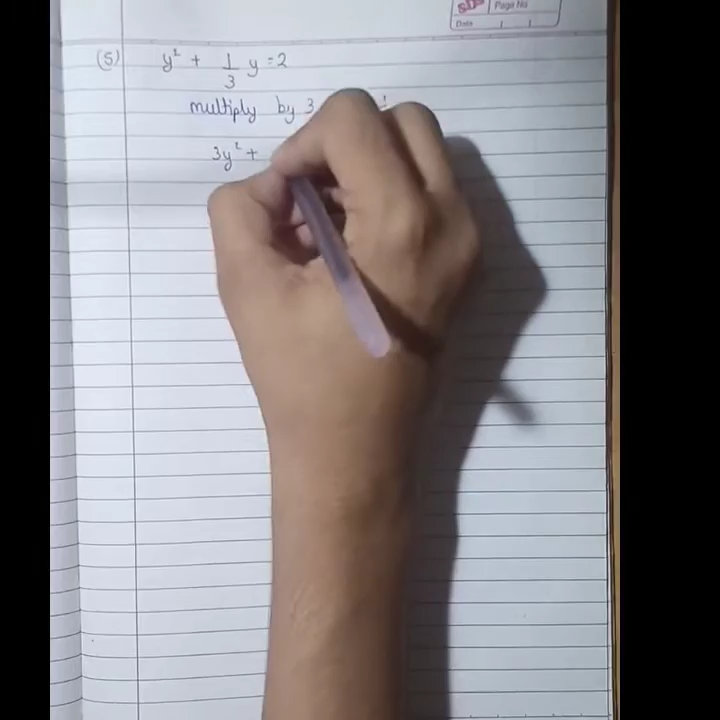 Page No
Date
(5) y² + 1/3 y = 2
multiply by 3
3y² +